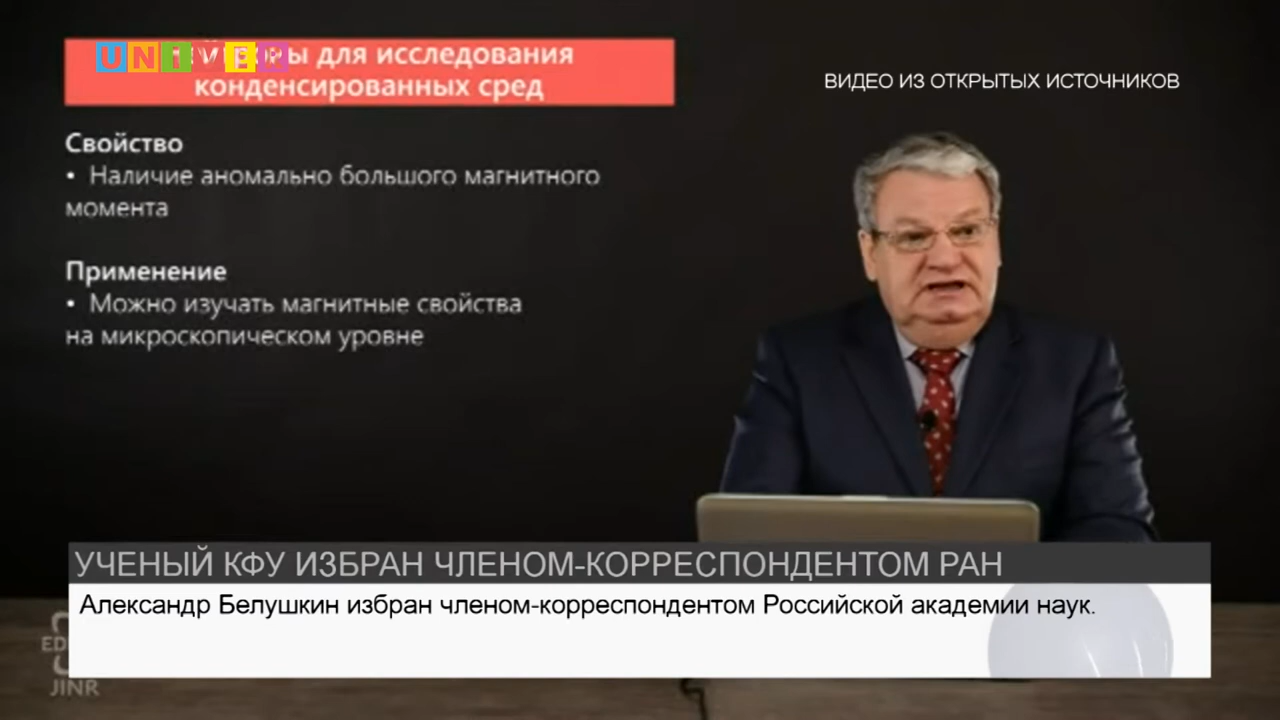 UNIVER
для исследования
конденсированных сред
ВИДЕО ИЗ ОТКРЫТЫХ ИСТОЧНИКОВ
Свойство
• Наличие аномально большого магнитного
момента
Применение
• Можно изучать магнитные свойства
на микроскопическом уровне
УЧЕНЫЙ КФУ ИЗБРАН ЧЛЕНОМ-КОРРЕСПОНДЕНТОМ РАН
Александр Белушкин избран членом-корреспондентом Российской академии наук.
JINR